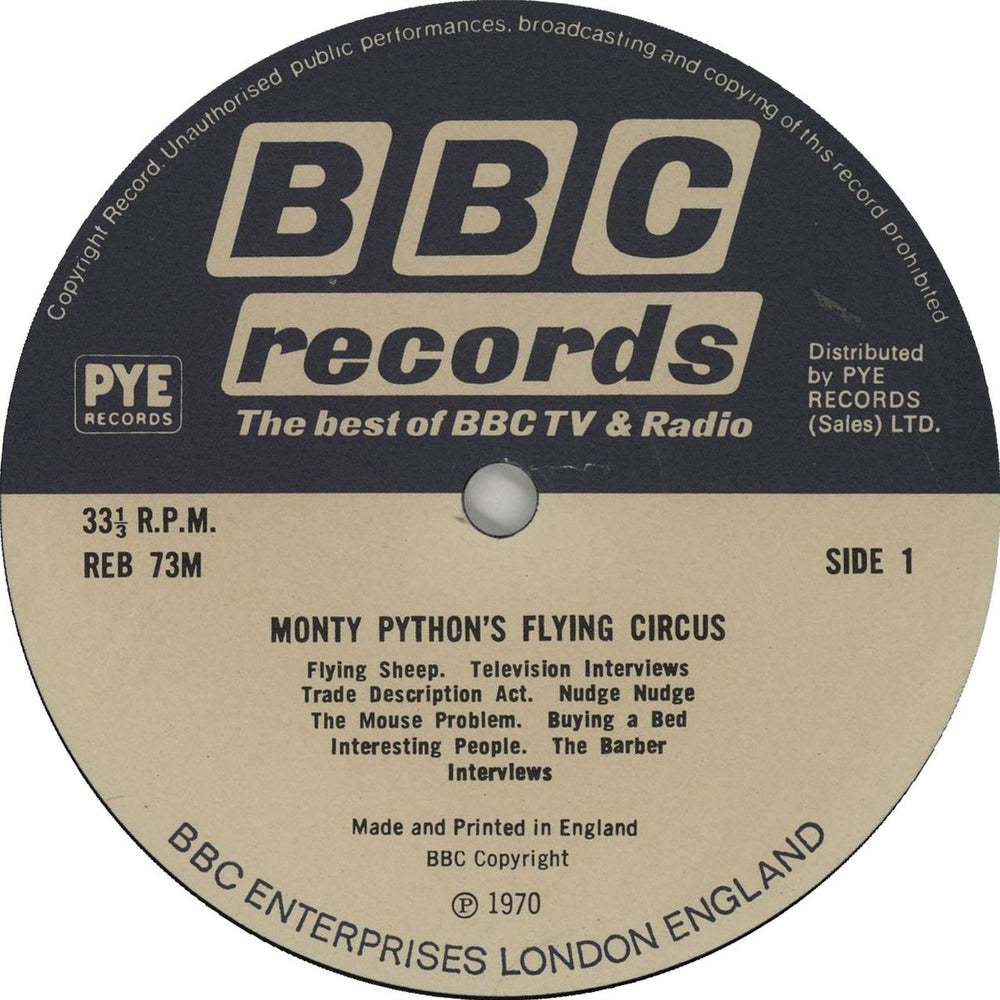 Copyright Record. Unauthorised public performances, broadcasting and copying of this record prohibited
BBC
records
The best of BBC TV & Radio
PYE
RECORDS
Distributed
by PYE
RECORDS
(Sales) LTD.
33⅓ R.P.M.
REB 73M
SIDE 1
MONTY PYTHON'S FLYING CIRCUS
Flying Sheep. Television Interviews
Trade Description Act. Nudge Nudge
The Mouse Problem. Buying a Bed
Interesting People. The Barber
Interviews
Made and Printed in England
BBC Copyright
℗ 1970
BBC ENTERPRISES LONDON ENGLAND